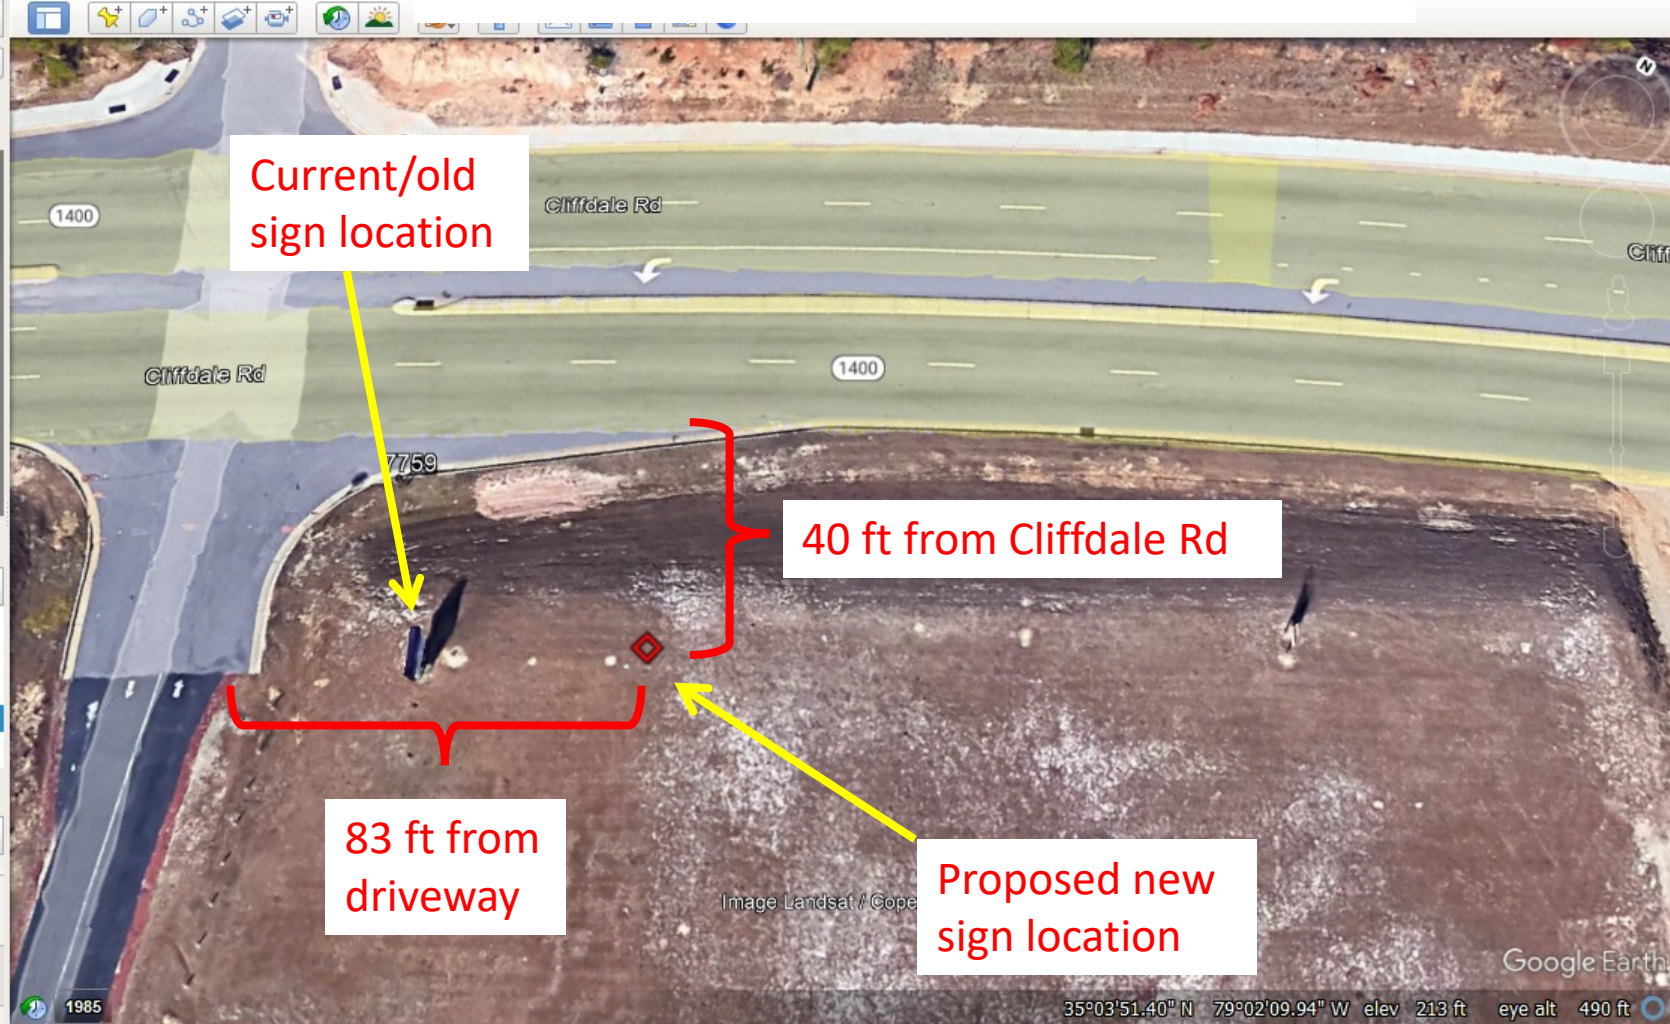 Current/old
sign location
Cliffdale Rd
1400
Cliff
Cliffdale Rd
1400
7759
40 ft from Cliffdale Rd
83 ft from
driveway
Proposed new
sign location
Image Landsat / Cope
Google Earth
1985
35°03'51.40" N 79°02'09.94" W elev 213 ft eye alt 490 ft
N